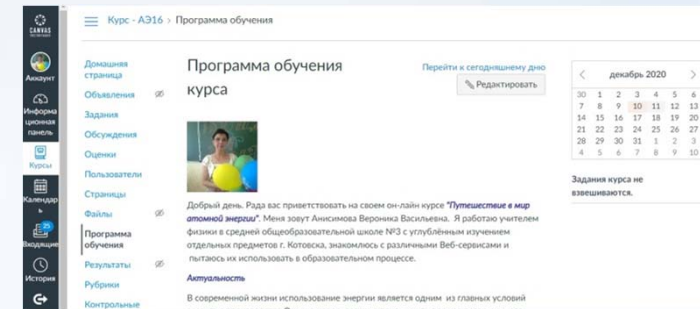 CANVAS
Курс - АЭ16 › Программа обучения
Аккаунт
Информа
ционная
панель
Курсы
Календар
ь
25
Входящие
История
Домашняя
страница
Объявления
Задания
Обсуждения
Оценки
Пользователи
Страницы
Файлы
Программа
обучения
Результаты
Рубрики
Контрольные
Программа обучения
курса
Перейти к сегодняшнему дню
Редактировать
Добрый день. Рада вас приветствовать на своем он-лайн курсе "Путешествие в мир
атомной энергии". Меня зовут Анисимова Вероника Васильевна. Я работаю учителем
физики в средней общеобразовательной школе №3 с углублённым изучением
отдельных предметов г. Котовска, знакомлюсь с различными Веб-сервисами и
пытаюсь их использовать в образовательном процессе.
Актуальность
В современной жизни использование энергии является одним из главных условий
декабрь 2020
30 1 2 3 4 5 6
7 8 9 10 11 12 13
14 15 16 17 18 19 20
21 22 23 24 25 26 27
28 29 30 31 1 2 3
4 5 6 7 8 9 10
Задания курса не
взвешиваются.